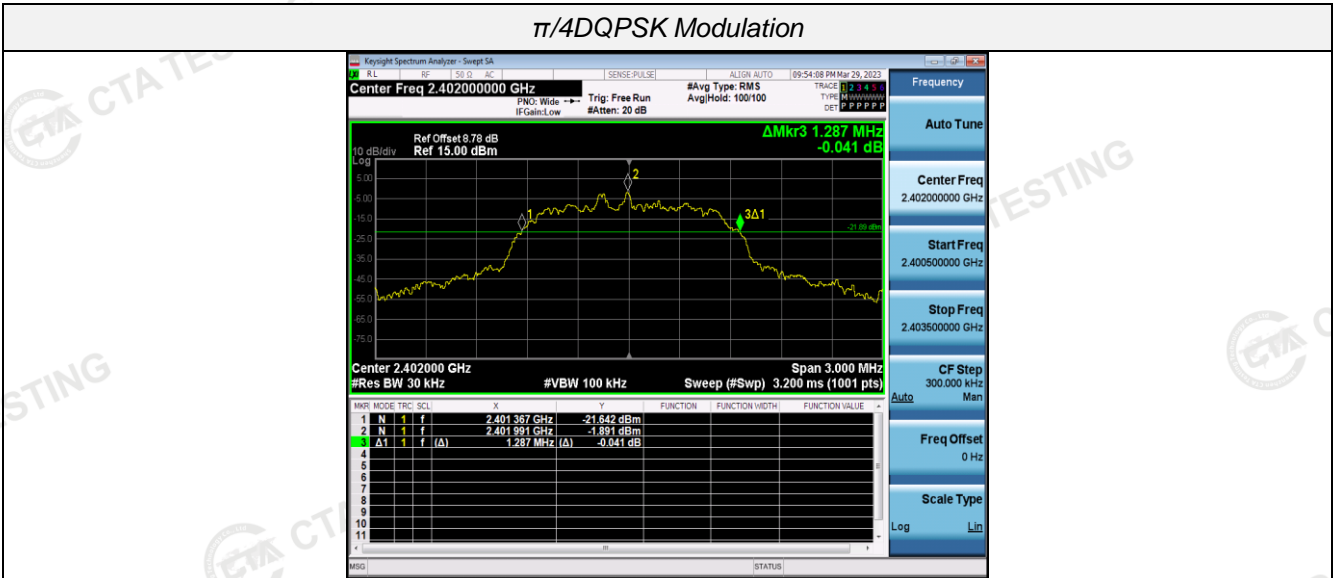 π/4DQPSK Modulation
CTA TESTING
Keysight Spectrum Analyzer - Swept SA
RL RF 50 Ω AC SENSE:PULSE ALIGN AUTO 09:54:08 PM Mar 29, 2023
Center Freq 2.402000000 GHz #Avg Type: RMS TRACE 1 2 3 4 5 6
PNO: Wide Trig: Free Run Avg|Hold: 100/100 TYPE M
IFGain:Low #Atten: 20 dB DET P P P P P P
Frequency
Auto Tune
Center Freq
2.402000000 GHz
Start Freq
2.400500000 GHz
Stop Freq
2.403500000 GHz
CF Step
300.000 kHz
Auto Man
Freq Offset
0 Hz
Scale Type
Log Lin
ΔMkr3 1.287 MHz
-0.041 dB
Ref Offset 8.78 dB
10 dB/div Ref 15.00 dBm
Log
5.00
-5.00
-15.0
-25.0
-35.0
-45.0
-55.0
-65.0
-75.0
1
2
3Δ1
-21.89 dBm
Center 2.402000 GHz Span 3.000 MHz
#Res BW 30 kHz #VBW 100 kHz Sweep (#Swp) 3.200 ms (1001 pts)
MKR MODE TRC SCL X Y FUNCTION FUNCTION WIDTH FUNCTION VALUE
1 N 1 f 2.401 367 GHz -21.642 dBm
2 N 1 f 2.401 991 GHz -1.891 dBm
3 Δ1 1 f (Δ) 1.287 MHz (Δ) -0.041 dB
4
5
6
7
8
9
10
11
MSG STATUS
TESTING
STING
CTA